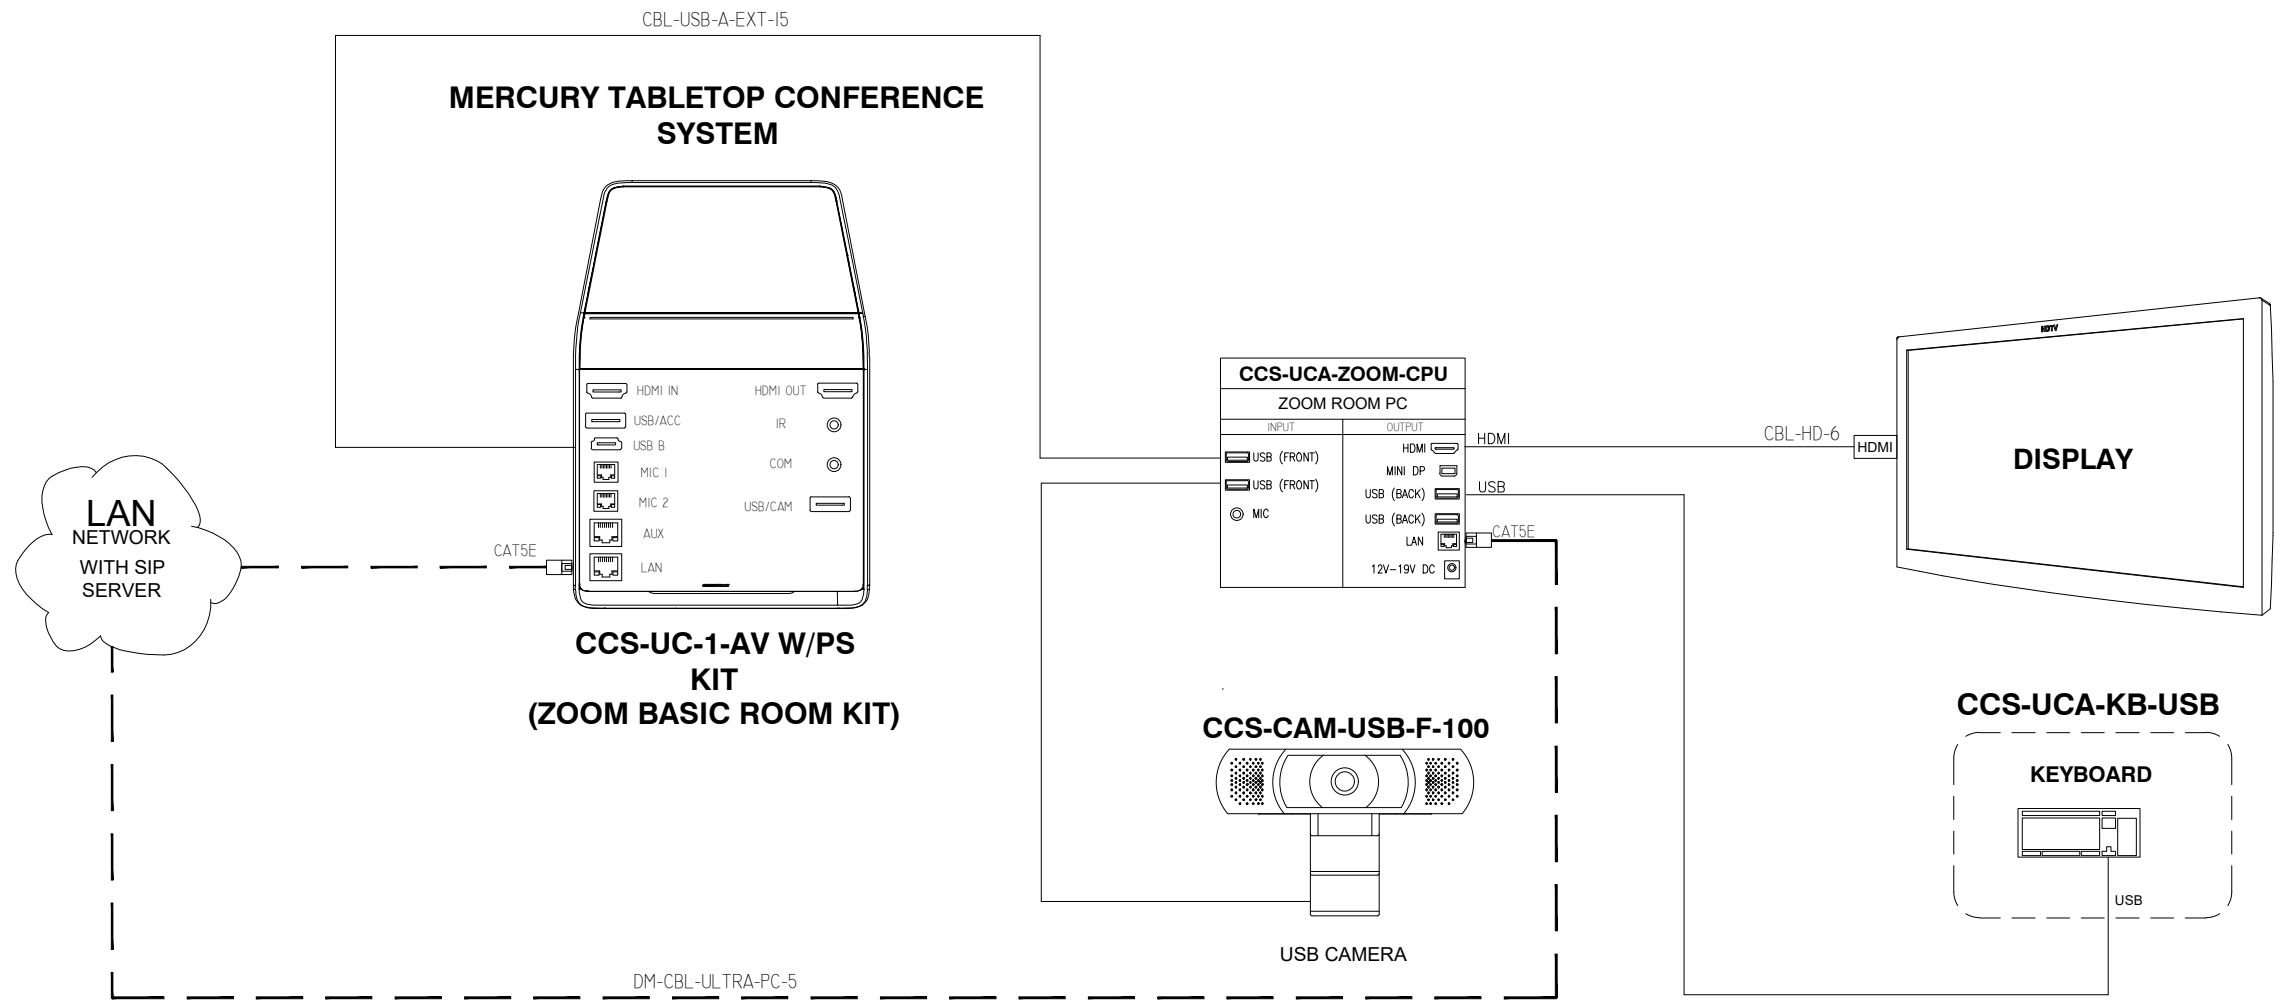 CBL-USB-A-EXT-15
MERCURY TABLETOP CONFERENCE
SYSTEM
HDMI IN
HDMI OUT
USB/ACC
IR
USB B
MIC 1
COM
MIC 2
USB/CAM
AUX
LAN
CAT5E
LAN
NETWORK
WITH SIP
SERVER
CCS-UC-1-AV W/PS
KIT
(ZOOM BASIC ROOM KIT)
CCS-UCA-ZOOM-CPU
ZOOM ROOM PC
INPUT
OUTPUT
USB (FRONT)
USB (FRONT)
MIC
HDMI
MINI DP
USB (BACK)
USB (BACK)
LAN
12V-19V DC
HDMI
USB
CAT5E
CBL-HD-6
HDMI
HDTV
DISPLAY
CCS-CAM-USB-F-100
USB CAMERA
CCS-UCA-KB-USB
KEYBOARD
USB
DM-CBL-ULTRA-PC-5